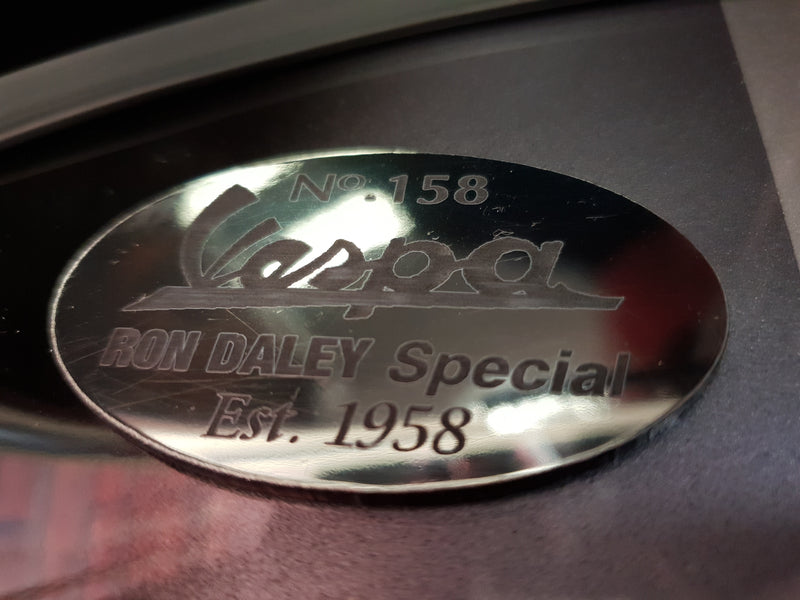 Nº.158
Vespa
RON DALEY Special
Est. 1958